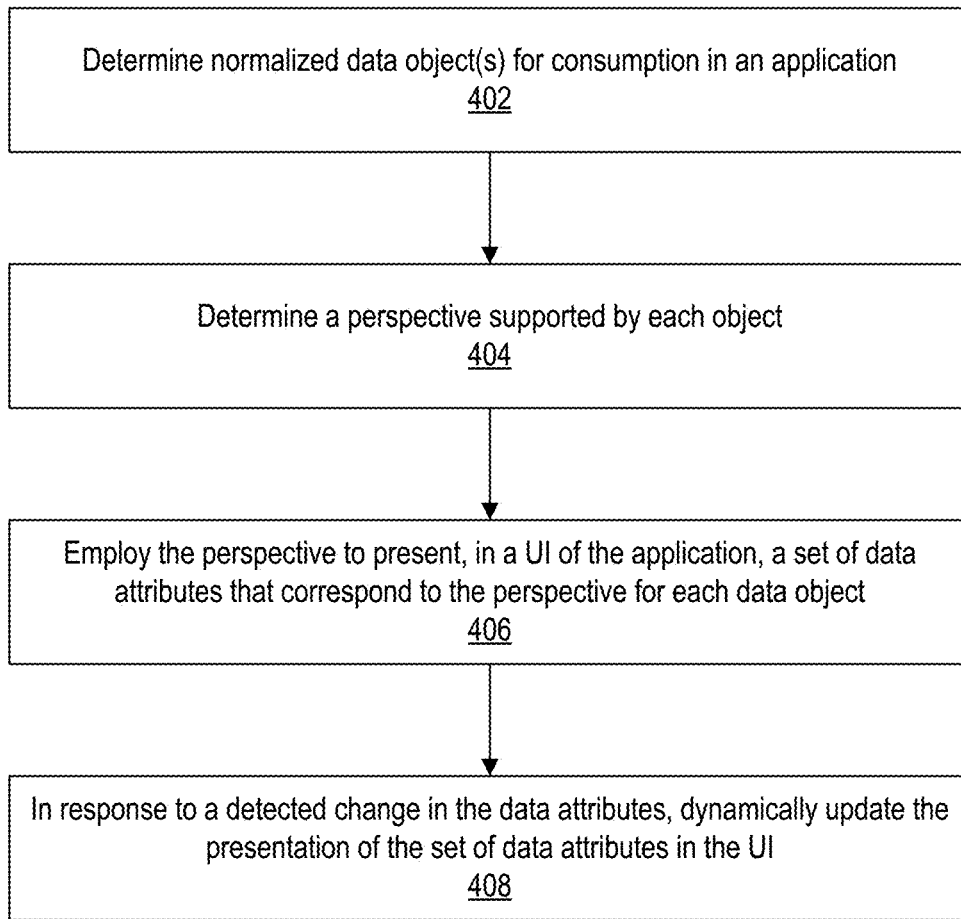 Determine normalized data object(s) for consumption in an application
402
Determine a perspective supported by each object
404
Employ the perspective to present, in a UI of the application, a set of data
attributes that correspond to the perspective for each data object
406
In response to a detected change in the data attributes, dynamically update the
presentation of the set of data attributes in the UI
408